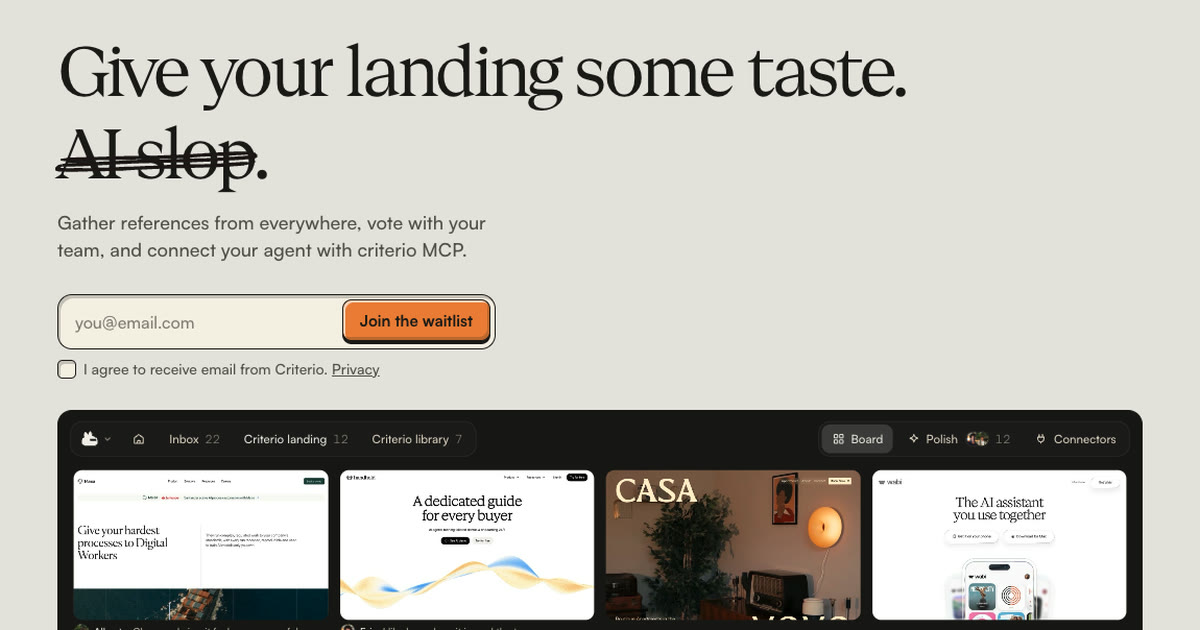 Give your landing some taste.
AI slop.
Gather references from everywhere, vote with your
team, and connect your agent with criterio MCP.
you@email.com
Join the waitlist
I agree to receive email from Criterio. Privacy
Inbox 22
Criterio landing 12
Criterio library 7
Board
Polish 12
Connectors
Give your hardest
processes to Digital
Workers
A dedicated guide
for every buyer
CASA
wabi
The AI assistant
you use together
wabi